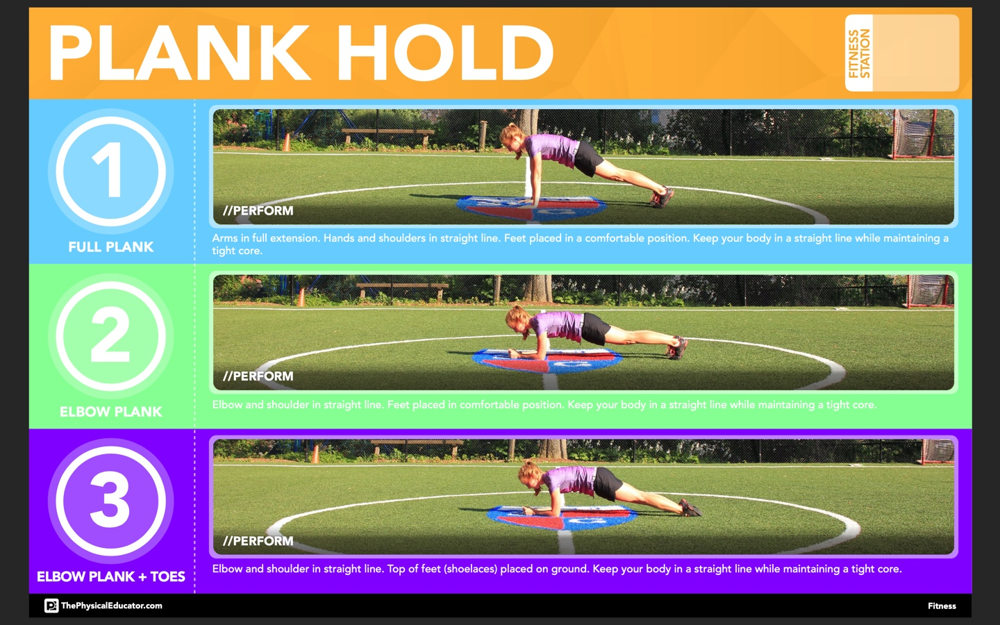 PLANK HOLD
FITNESS
STATION
1
FULL PLANK
//PERFORM
Arms in full extension. Hands and shoulders in straight line. Feet placed in a comfortable position. Keep your body in a straight line while maintaining a
tight core.
2
ELBOW PLANK
//PERFORM
Elbow and shoulder in straight line. Feet placed in comfortable position. Keep your body in a straight line while maintaining a tight core.
3
ELBOW PLANK + TOES
//PERFORM
Elbow and shoulder in straight line. Top of feet (shoelaces) placed on ground. Keep your body in a straight line while maintaining a tight core.
ThePhysicalEducator.com
Fitness